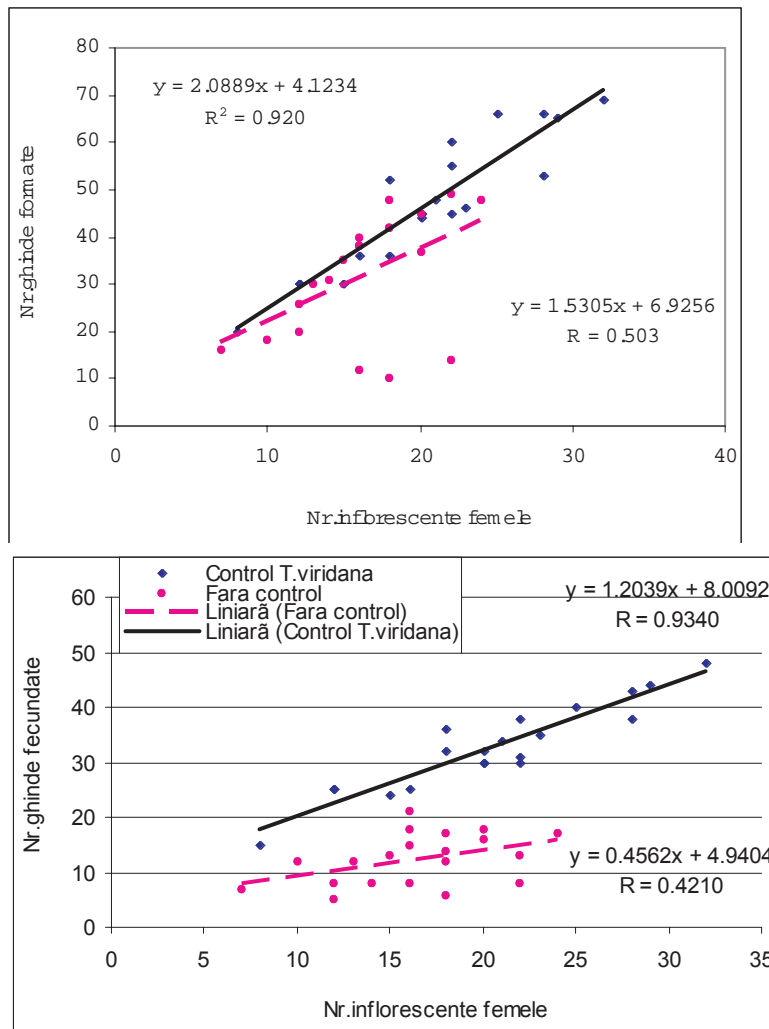 80
70
60
50
40
30
20
10
0
Nr.ghinde formate
y = 2.0889x + 4.1234
R² = 0.920
y = 1.5305x + 6.9256
R = 0.503
0 10 20 30 40
Nr.inflorescente femele
Control T.viridana
Fara control
Liniarã (Fara control)
Liniarã (Control T.viridana)
y = 1.2039x + 8.0092
R = 0.9340
60
50
40
30
20
10
0
Nr.ghinde fecundate
y = 0.4562x + 4.9404
R = 0.4210
0 5 10 15 20 25 30 35
Nr.inflorescente femele